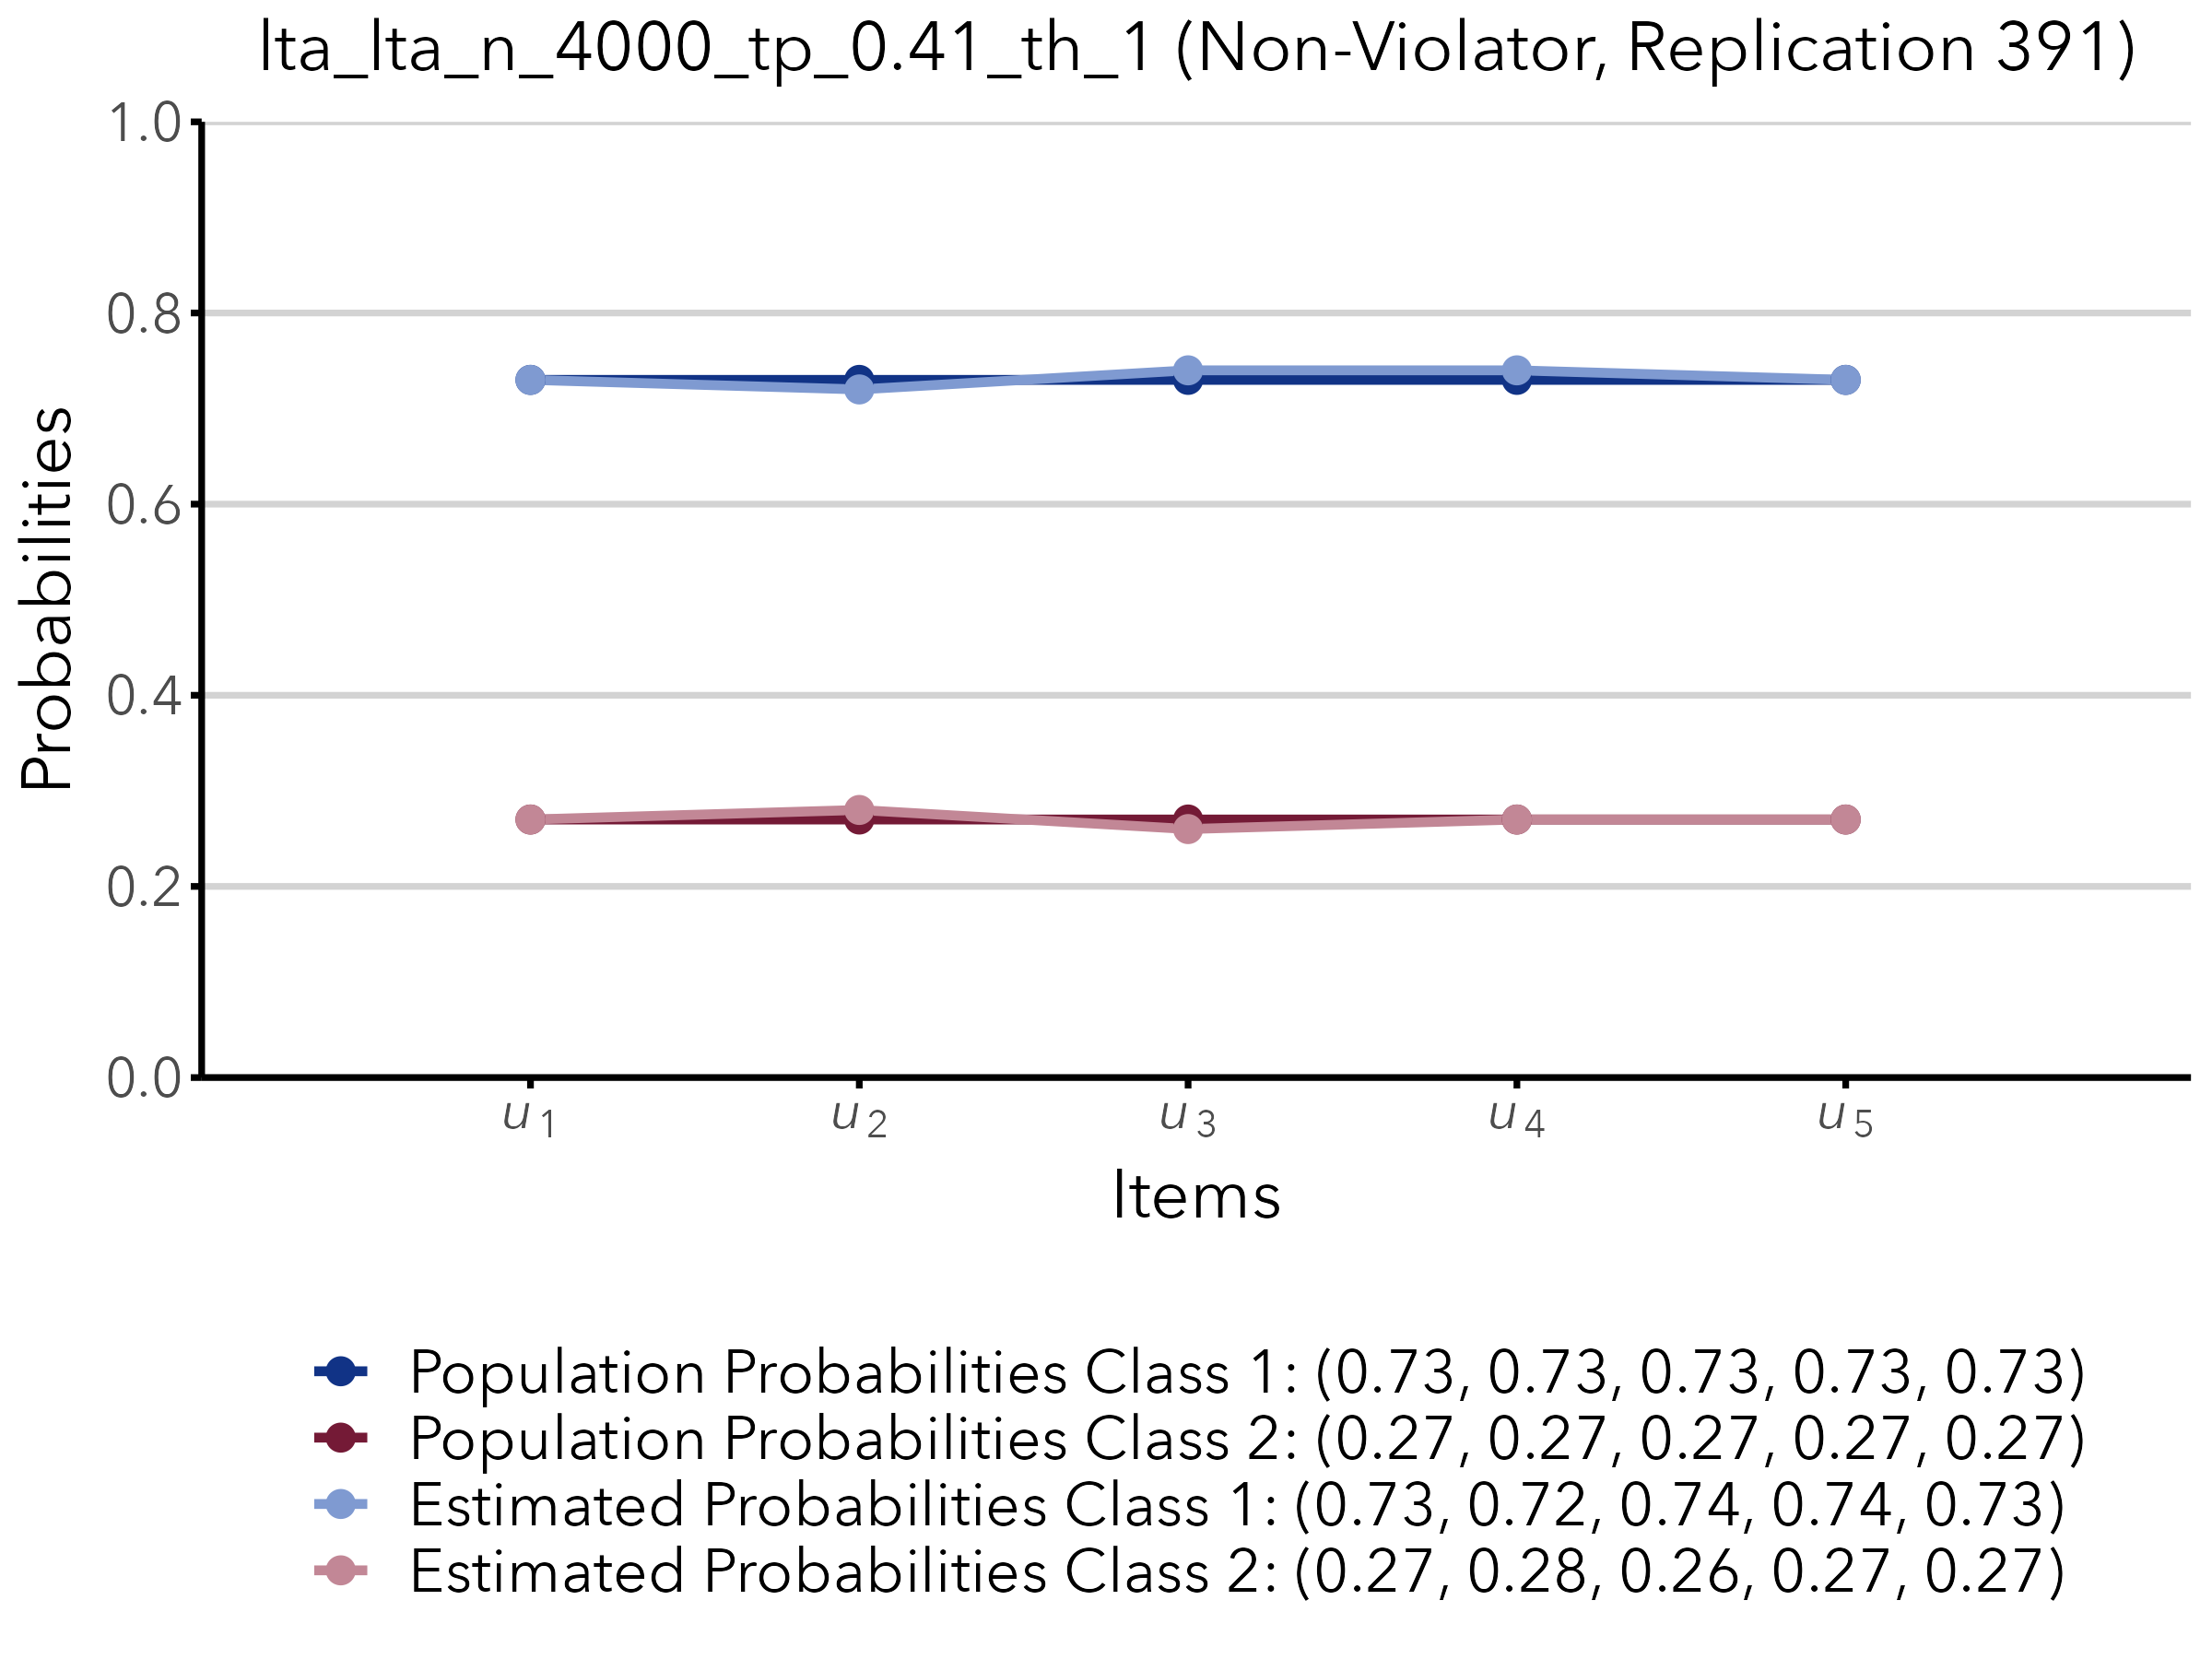 lta_lta_n_4000_tp_0.41_th_1 (Non-Violator, Replication 391)
1.0
0.8
0.6
0.4
0.2
0.0
Probabilities
u1 u2 u3 u4 u5
Items
Population Probabilities Class 1: (0.73, 0.73, 0.73, 0.73, 0.73)
Population Probabilities Class 2: (0.27, 0.27, 0.27, 0.27, 0.27)
Estimated Probabilities Class 1: (0.73, 0.72, 0.74, 0.74, 0.73)
Estimated Probabilities Class 2: (0.27, 0.28, 0.26, 0.27, 0.27)